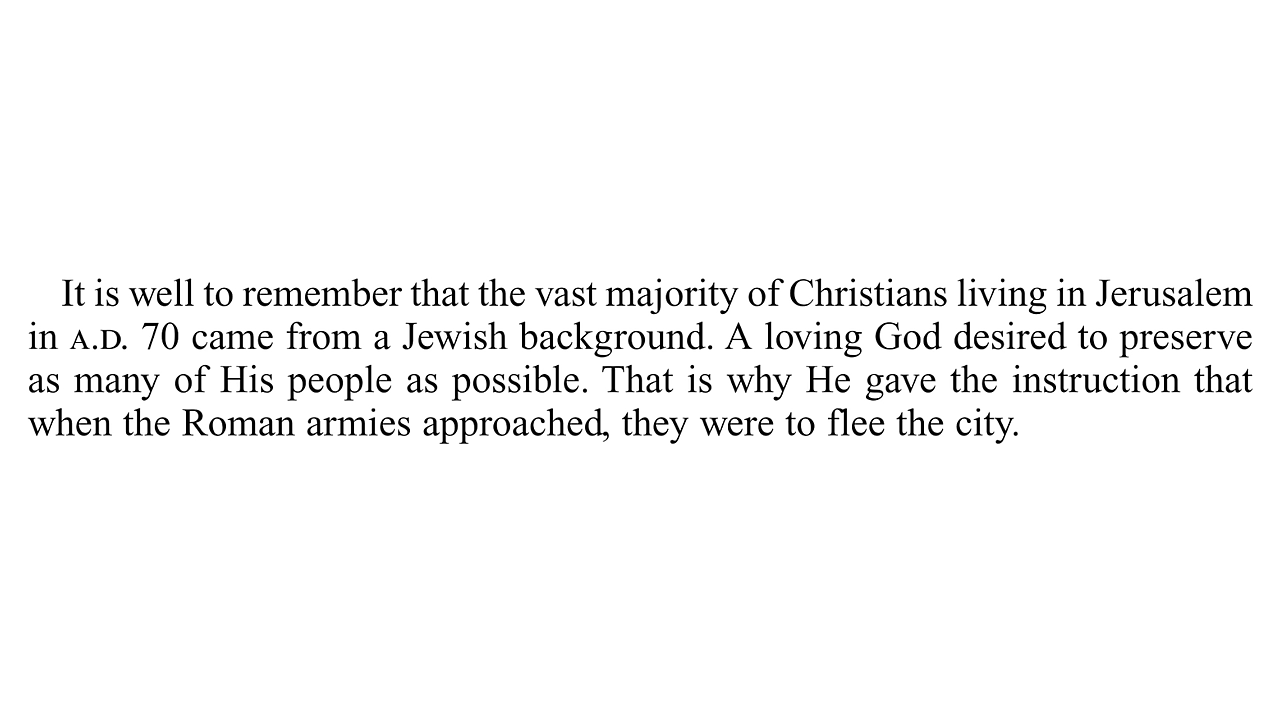 It is well to remember that the vast majority of Christians living in Jerusalem
in A.D. 70 came from a Jewish background. A loving God desired to preserve
as many of His people as possible. That is why He gave the instruction that
when the Roman armies approached, they were to flee the city.